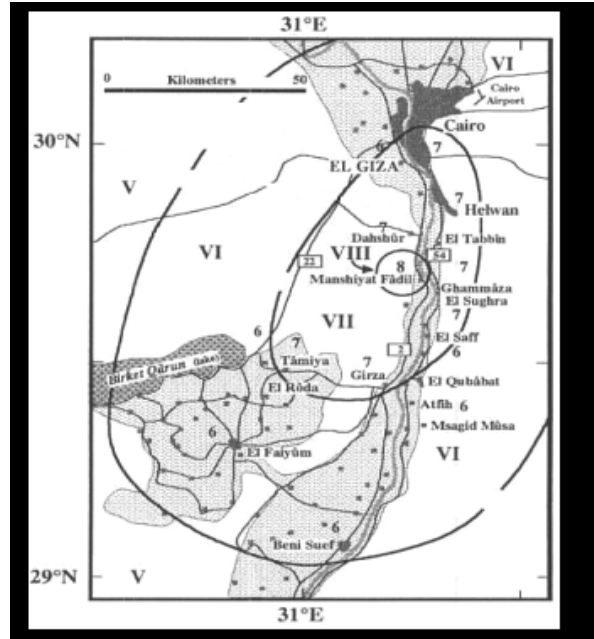 31°E
0 Kilometers 50
VI
Cairo
Airport
30°N
Cairo
6
7
EL GIZA
V
7
Helwan
VI
7
Dahshûr
El Tabbin
VIII
22
54
8
7
Manshiyat Fâdil
Ghammâza
El Sughra
7
VII
6
7
2
El Saff
6
Birket Qârun (lake)
Tâmiya
7
Girza
El Rôda
El Qubâbat
Atfih 6
6
Msagid Mûsa
El Faiyûm
VI
6
Beni Suef
29°N
V
31°E